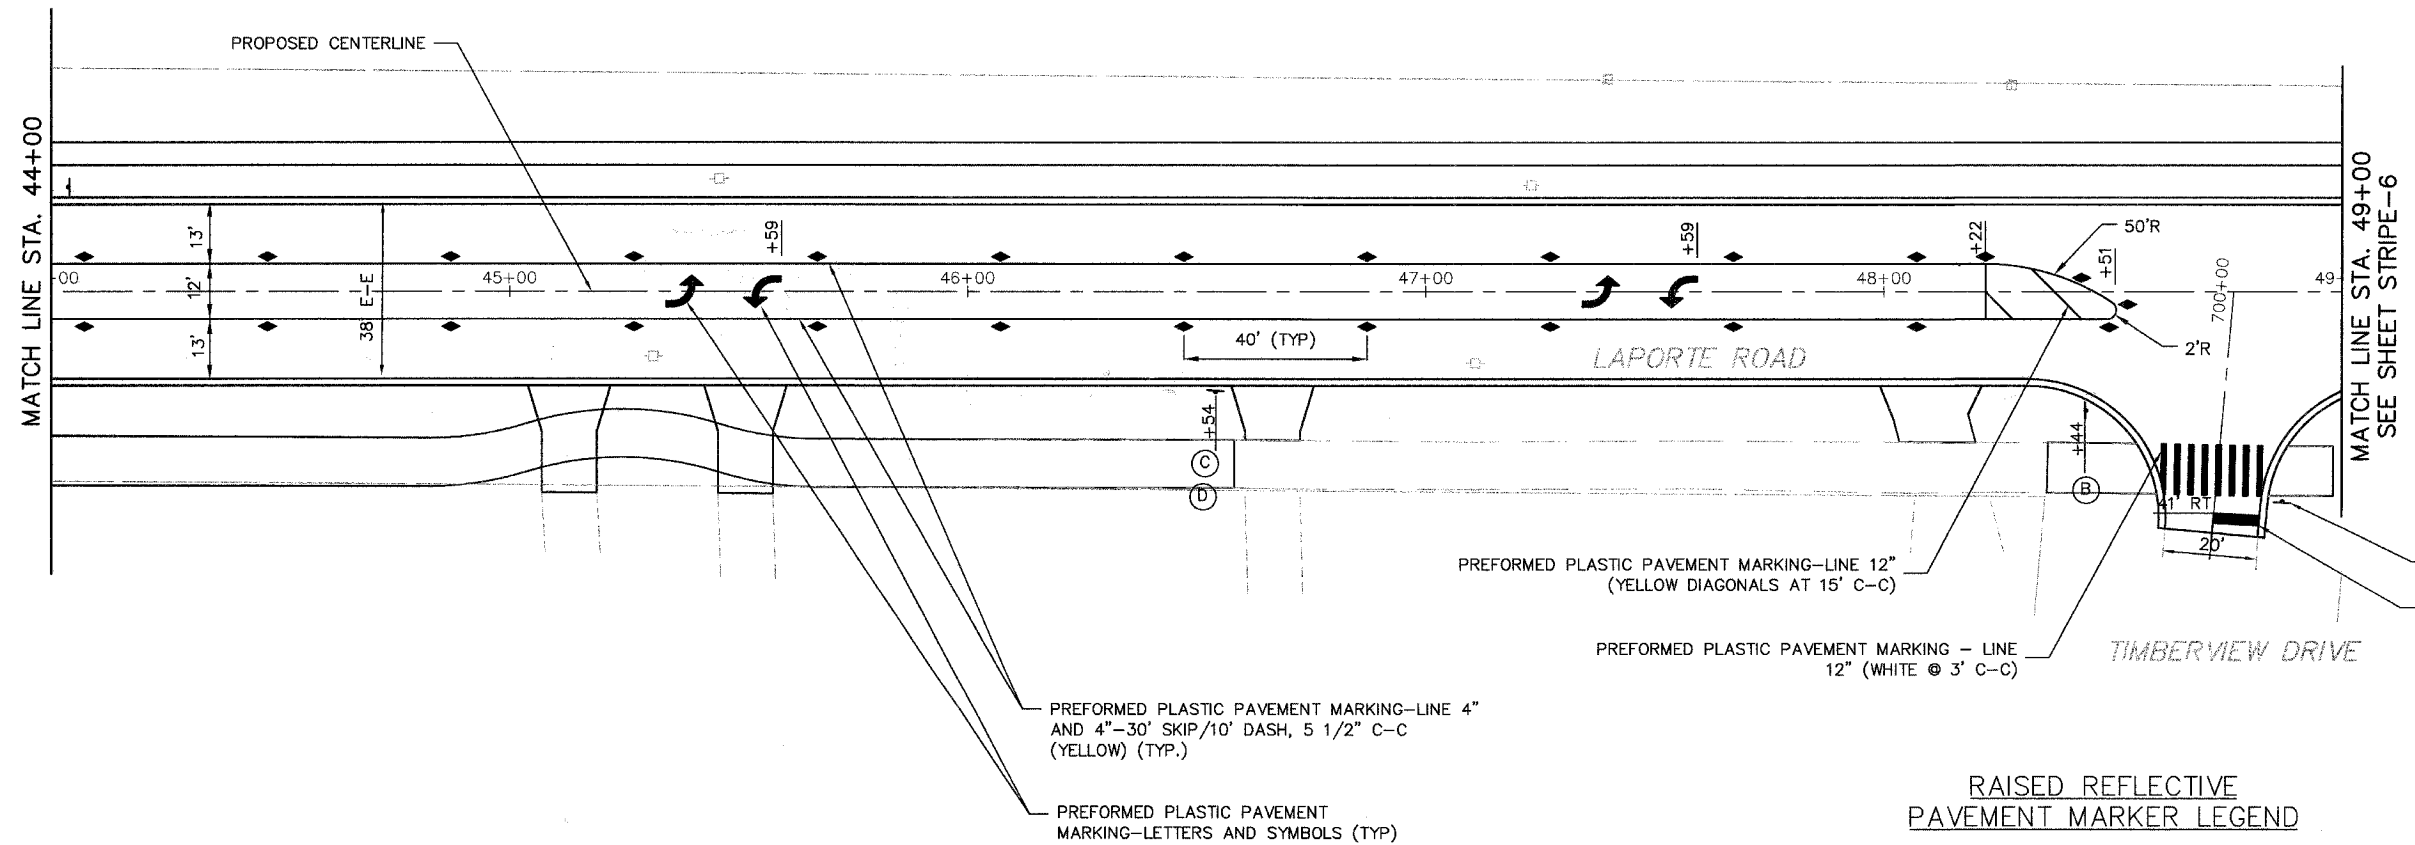 PROPOSED CENTERLINE
MATCH LINE STA. 44+00
MATCH LINE STA. 49+00
SEE SHEET STRIPE-6
13'
12'
13'
38' E-E
+59
+59
+22
+51
50'R
2'R
00
45+00
46+00
47+00
48+00
49
700+00
40' (TYP)
LAPORTE ROAD
+54
C
D
+44
B
41' RT
20'
PREFORMED PLASTIC PAVEMENT MARKING-LINE 12"
(YELLOW DIAGONALS AT 15' C-C)
PREFORMED PLASTIC PAVEMENT MARKING - LINE
12" (WHITE @ 3' C-C)
TIMBERVIEW DRIVE
PREFORMED PLASTIC PAVEMENT MARKING-LINE 4"
AND 4"-30' SKIP/10' DASH, 5 1/2" C-C
(YELLOW) (TYP.)
PREFORMED PLASTIC PAVEMENT
MARKING-LETTERS AND SYMBOLS (TYP)
RAISED REFLECTIVE
PAVEMENT MARKER LEGEND